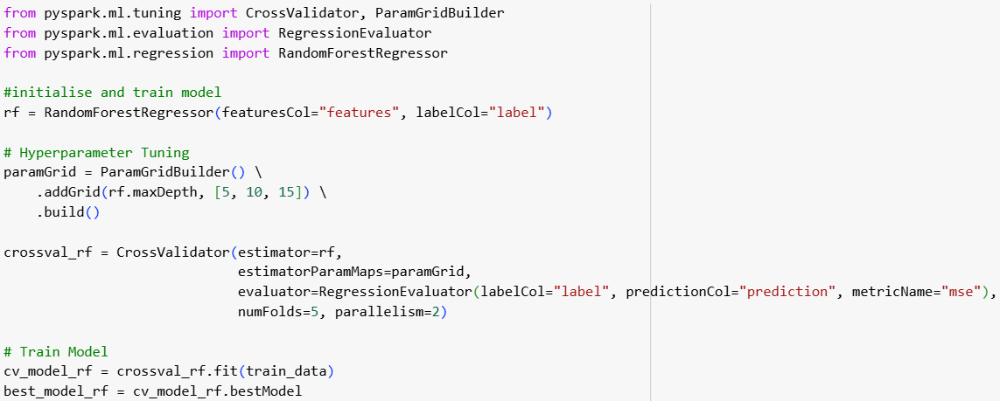 from pyspark.ml.tuning import CrossValidator, ParamGridBuilder
from pyspark.ml.evaluation import RegressionEvaluator
from pyspark.ml.regression import RandomForestRegressor
#initialise and train model
rf = RandomForestRegressor(featuresCol="features", labelCol="label")
# Hyperparameter Tuning
paramGrid = ParamGridBuilder() \
    .addGrid(rf.maxDepth, [5, 10, 15]) \
    .build()
crossval_rf = CrossValidator(estimator=rf,
                             estimatorParamMaps=paramGrid,
                             evaluator=RegressionEvaluator(labelCol="label", predictionCol="prediction", metricName="mse"),
                             numFolds=5, parallelism=2)
# Train Model
cv_model_rf = crossval_rf.fit(train_data)
best_model_rf = cv_model_rf.bestModel